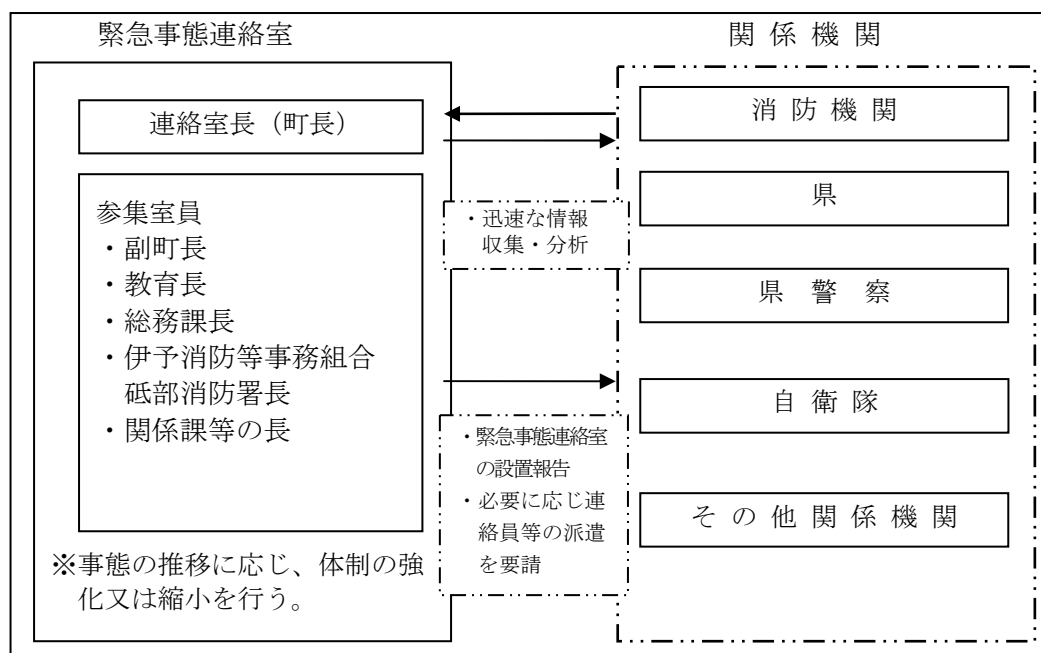 緊急事態連絡室
連絡室長（町長）
参集室員
・副町長
・教育長
・総務課長
・伊予消防等事務組合
砥部消防署長
・関係課等の長
※事態の推移に応じ、体制の強
化又は縮小を行う。
・迅速な情報
収集・分析
・緊急事態連絡室
の設置報告
・必要に応じ連
絡員等の派遣
を要請
関 係 機 関
消 防 機 関
県
県 警 察
自 衛 隊
そ の 他 関 係 機 関